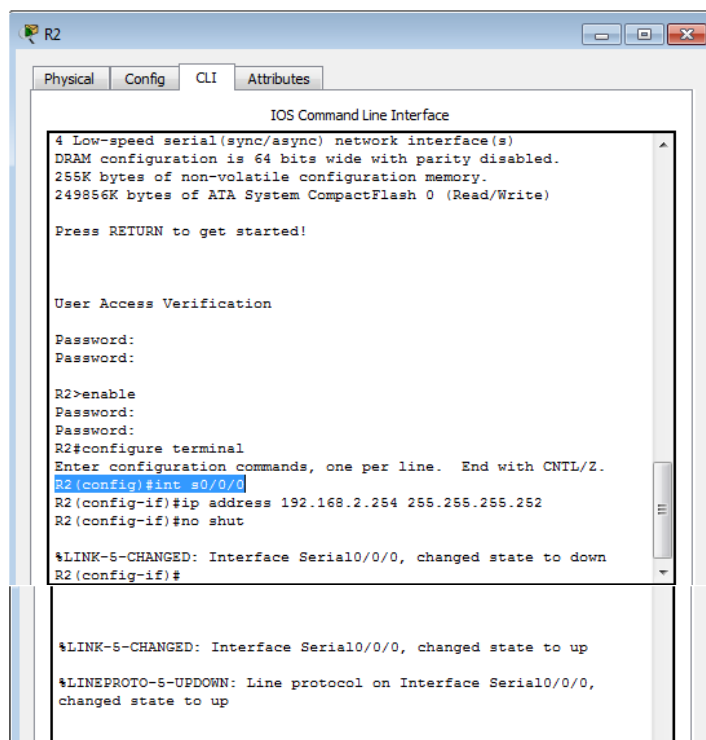 R2
Physical Config CLI Attributes
IOS Command Line Interface
4 Low-speed serial(sync/async) network interface(s)
DRAM configuration is 64 bits wide with parity disabled.
255K bytes of non-volatile configuration memory.
249856K bytes of ATA System CompactFlash 0 (Read/Write)
Press RETURN to get started!
User Access Verification
Password:
Password:
R2>enable
Password:
Password:
R2#configure terminal
Enter configuration commands, one per line.  End with CNTL/Z.
R2(config)#int s0/0/0
R2(config-if)#ip address 192.168.2.254 255.255.255.252
R2(config-if)#no shut
%LINK-5-CHANGED: Interface Serial0/0/0, changed state to down
R2(config-if)#
%LINK-5-CHANGED: Interface Serial0/0/0, changed state to up
%LINEPROTO-5-UPDOWN: Line protocol on Interface Serial0/0/0,
changed state to up